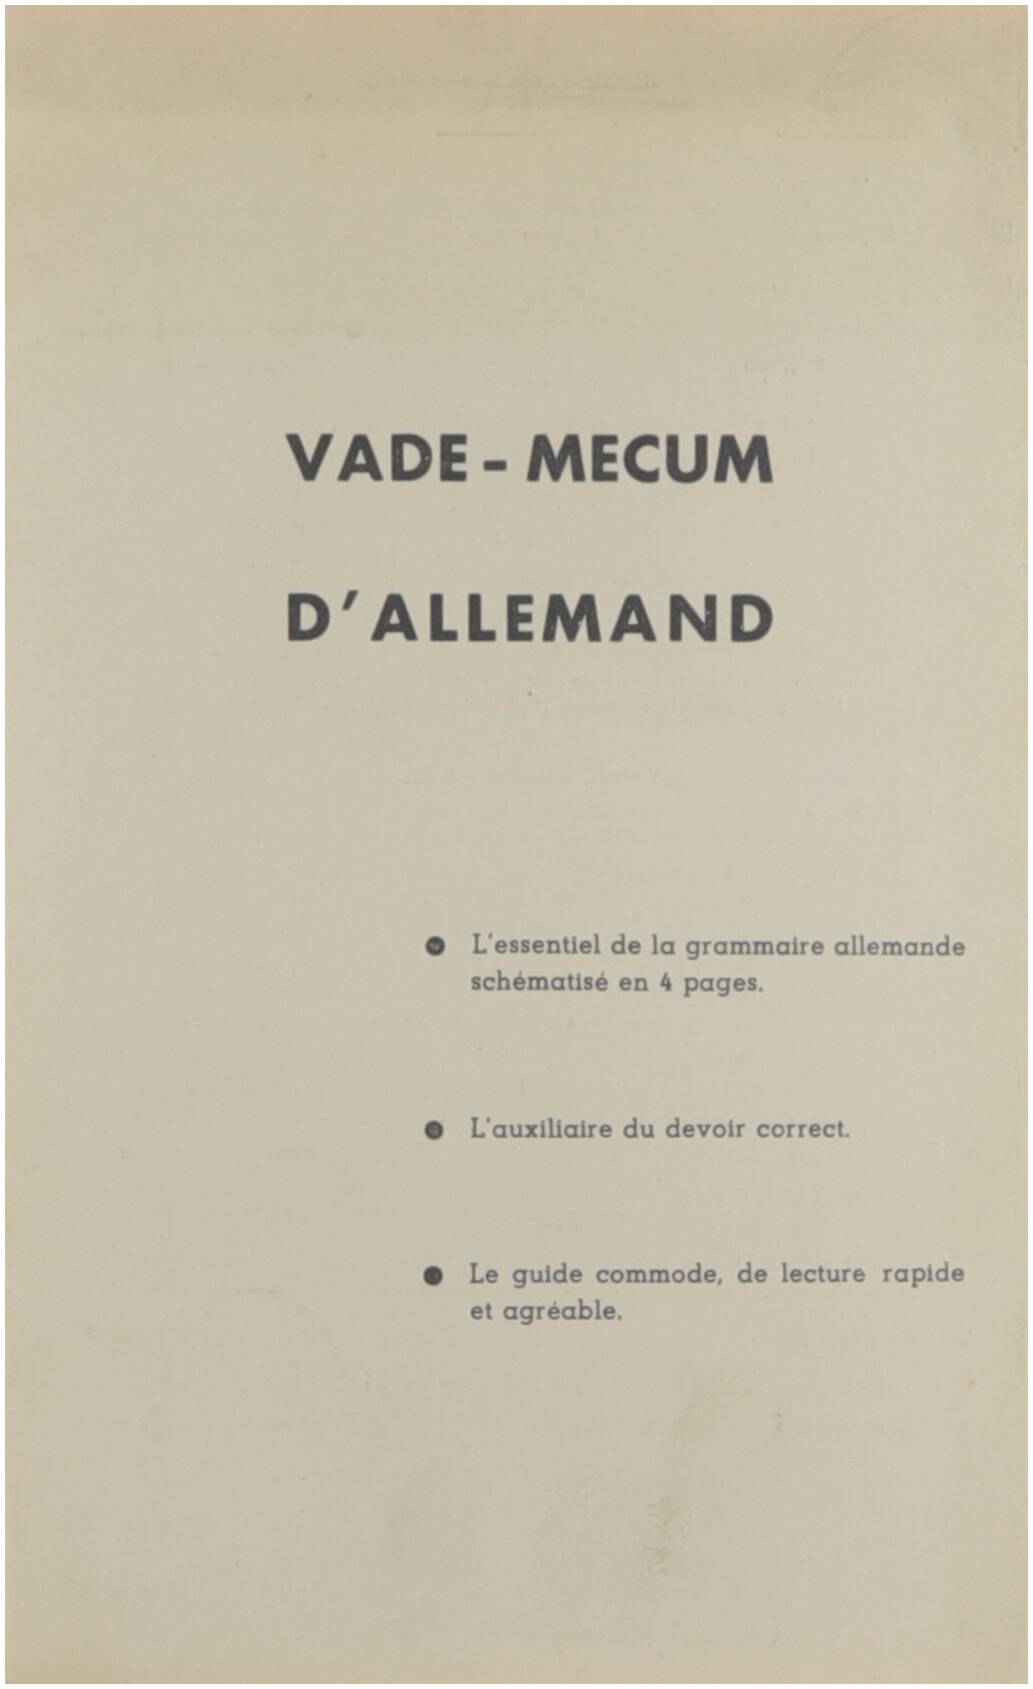 VADE - MECUM
D'ALLEMAND
● L'essentiel de la grammaire allemande
schématisé en 4 pages.
● L'auxiliaire du devoir correct.
● Le guide commode, de lecture rapide
et agréable.